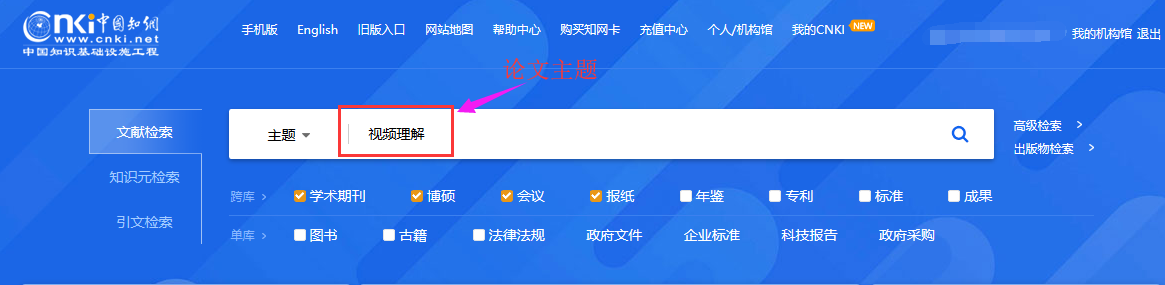 cnki 中国知網
www.cnki.net
中国知识基础设施工程
手机版 English 旧版入口 网站地图 帮助中心 购买知网卡 充值中心 个人/机构馆 我的CNKI NEW
我的机构馆 退出
论文主题
文献检索
主题 视频理解
高级检索 >
出版物检索 >
知识元检索
跨库 > 学术期刊 博硕 会议 报纸 年鉴 专利 标准 成果
引文检索
单库 > 图书 古籍 法律法规 政府文件 企业标准 科技报告 政府采购